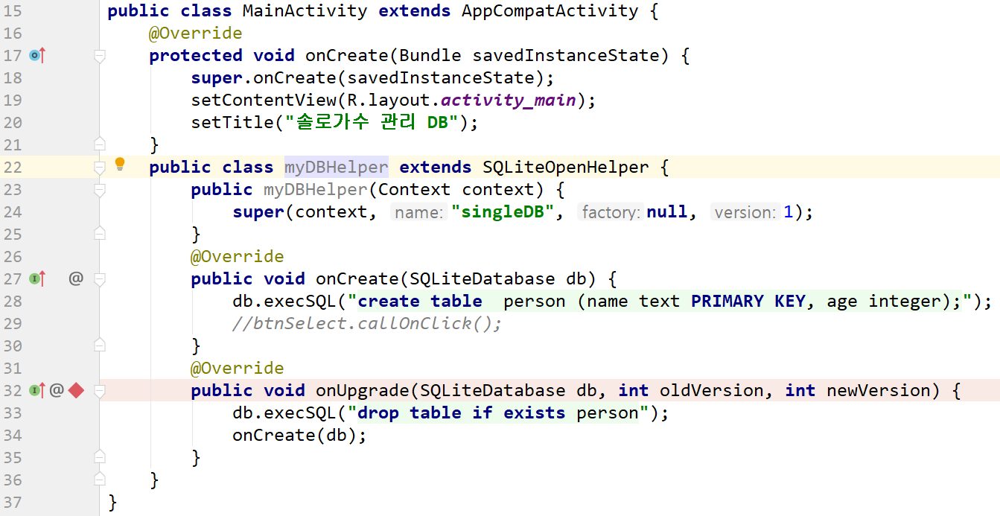 15 public class MainActivity extends AppCompatActivity {
16     @Override
17     protected void onCreate(Bundle savedInstanceState) {
18         super.onCreate(savedInstanceState);
19         setContentView(R.layout.activity_main);
20         setTitle("솔로가수 관리 DB");
21     }
22     public class myDBHelper extends SQLiteOpenHelper {
23         public myDBHelper(Context context) {
24             super(context, name: "singleDB", factory: null, version: 1);
25         }
26         @Override
27 @         public void onCreate(SQLiteDatabase db) {
28             db.execSQL("create table  person (name text PRIMARY KEY, age integer);");
29             //btnSelect.callOnClick();
30         }
31         @Override
32 @         public void onUpgrade(SQLiteDatabase db, int oldVersion, int newVersion) {
33             db.execSQL("drop table if exists person");
34             onCreate(db);
35         }
36     }
37 }